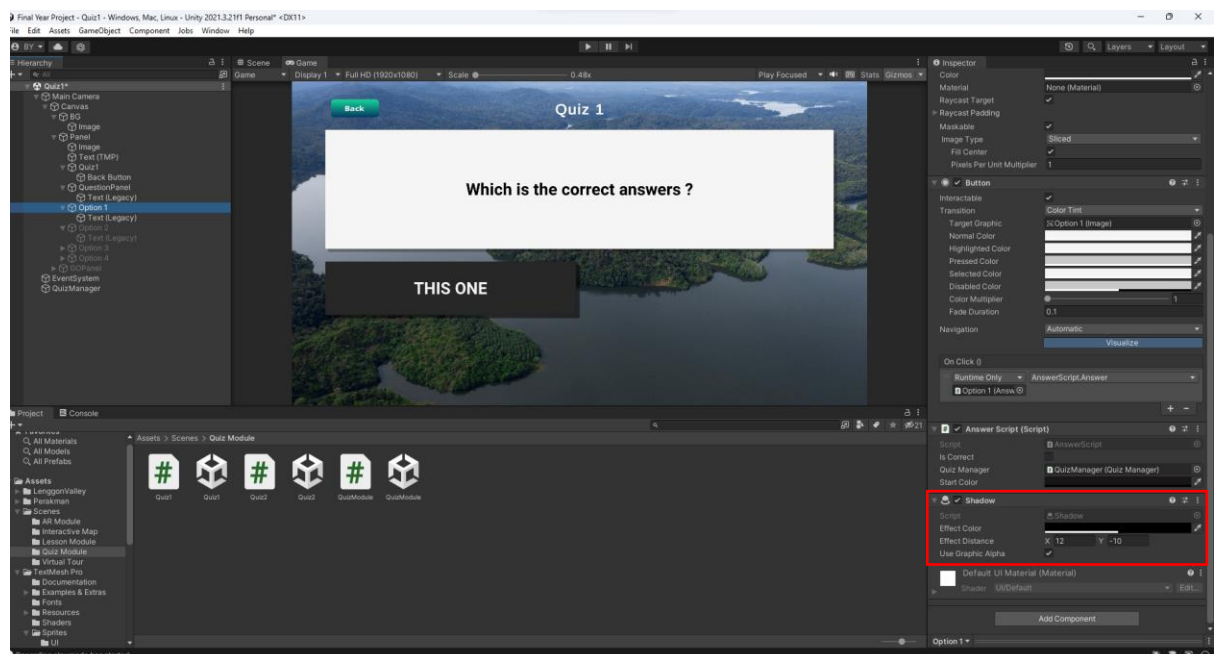 Final Year Project - Quiz1 - Windows, Mac, Linux - Unity 2021.3.21f1 Personal* <DX11>
File Edit Assets GameObject Component Jobs Window Help
BY
Layers Layout
Hierarchy
All
Quiz1*
Main Camera
Canvas
BG
Image
Panel
Image
Text (TMP)
Quiz1
Back Button
QuestionPanel
Text (Legacy)
Option 1
Text (Legacy)
Option 2
Text (Legacy)
Option 3
Option 4
GOPanel
EventSystem
QuizManager
Scene Game
Game Display 1 Full HD (1920x1080) Scale 0.48x Play Focused Stats Gizmos
Back
Quiz 1
Which is the correct answers ?
THIS ONE
Project Console
21
Favorites
All Materials
All Models
All Prefabs
Assets
LenggonValley
Perakman
Scenes
AR Module
Interactive Map
Lesson Module
Quiz Module
Virtual Tour
TextMesh Pro
Documentation
Examples & Extras
Fonts
Resources
Shaders
Sprites
UI
Assets > Scenes > Quiz Module
Quiz1 Quiz1 Quiz2 Quiz2 QuizModule QuizModule
Inspector
Color
Material None (Material)
Raycast Target
Raycast Padding
Maskable
Image Type Sliced
Fill Center
Pixels Per Unit Multiplier 1
Button
Interactable
Transition Color Tint
Target Graphic Option 1 (Image)
Normal Color
Highlighted Color
Pressed Color
Selected Color
Disabled Color
Color Multiplier 1
Fade Duration 0.1
Navigation Automatic
Visualize
On Click ()
Runtime Only AnswerScript.Answer
Option 1 (Answ
+ -
# Answer Script (Script)
Script AnswerScript
Is Correct
Quiz Manager QuizManager (Quiz Manager)
Start Color
Shadow
Script Shadow
Effect Color
Effect Distance X 12 Y -10
Use Graphic Alpha
Default UI Material (Material)
Shader UI/Default Edit...
Add Component
Option 1